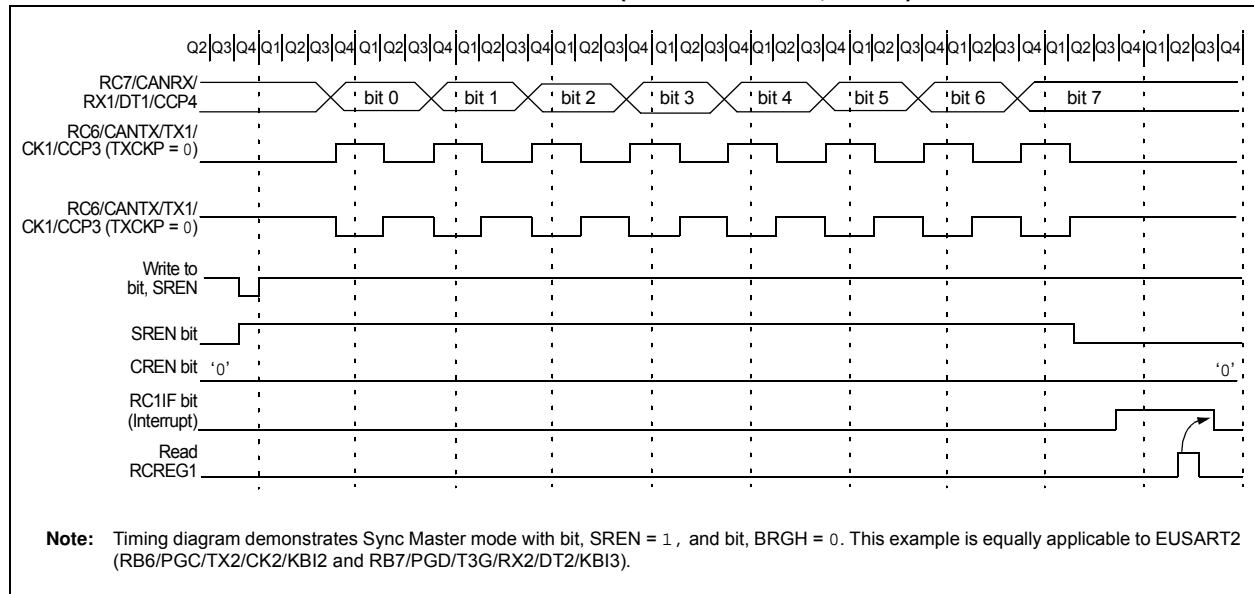 Q2 Q3 Q4 Q1 Q2 Q3 Q4 Q1 Q2 Q3 Q4 Q1 Q2 Q3 Q4 Q1 Q2 Q3 Q4 Q1 Q2 Q3 Q4 Q1 Q2 Q3 Q4 Q1 Q2 Q3 Q4 Q1 Q2 Q3 Q4 Q1 Q2 Q3 Q4 Q1 Q2 Q3 Q4
RC7/CANRX/
RX1/DT1/CCP4
bit 0 bit 1 bit 2 bit 3 bit 4 bit 5 bit 6 bit 7
RC6/CANTX/TX1/
CK1/CCP3 (TXCKP = 0)
RC6/CANTX/TX1/
CK1/CCP3 (TXCKP = 0)
Write to
bit, SREN
SREN bit
CREN bit '0' '0'
RC1IF bit
(Interrupt)
Read
RCREG1
Note: Timing diagram demonstrates Sync Master mode with bit, SREN = 1, and bit, BRGH = 0. This example is equally applicable to EUSART2
(RB6/PGC/TX2/CK2/KBI2 and RB7/PGD/T3G/RX2/DT2/KBI3).